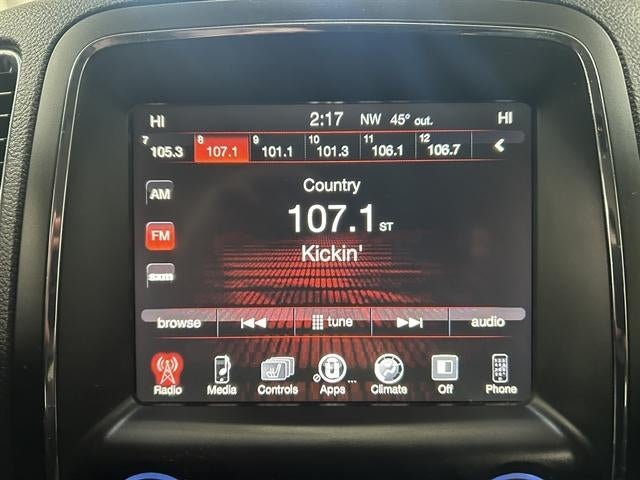 HI 2:17 NW 45° out. HI
7 105.3 8 107.1 9 101.1 10 101.3 11 106.1 12 106.7
Country
AM
107.1 ST
FM
Kickin'
sxm
browse tune audio
Radio Media Controls Apps Climate Off Phone